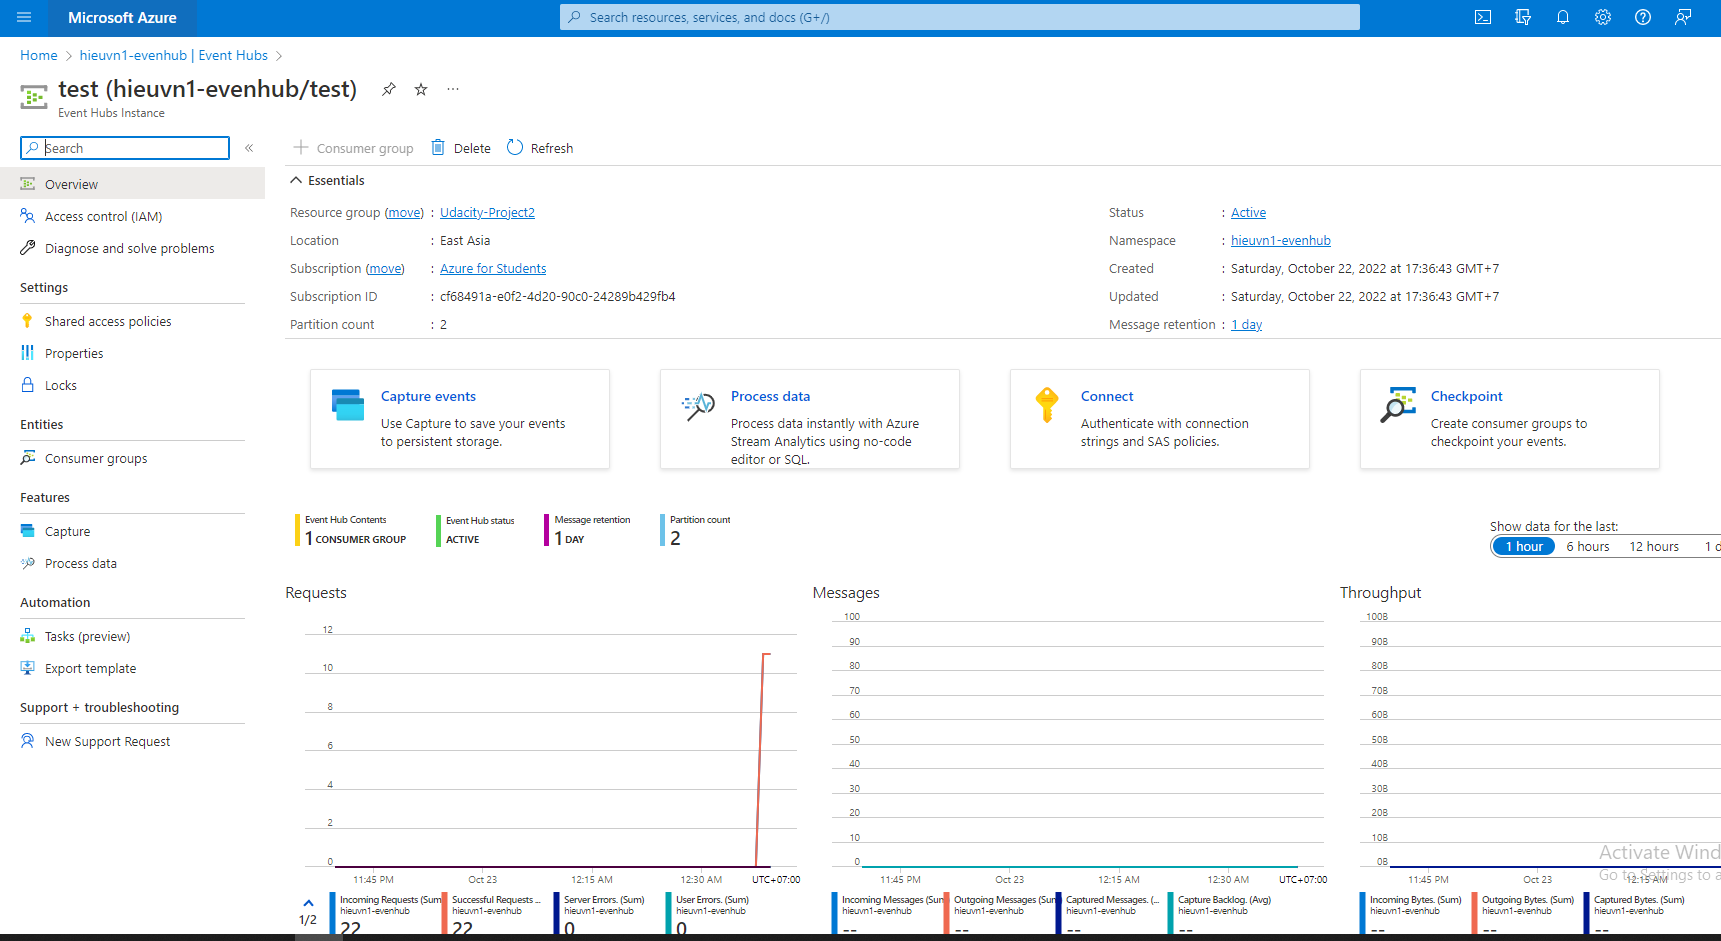 Microsoft Azure
Search resources, services, and docs (G+/)
Home > hieuvn1-evenhub | Event Hubs >
test (hieuvn1-evenhub/test)
Event Hubs Instance
Search
Overview
Access control (IAM)
Diagnose and solve problems
Settings
Shared access policies
Properties
Locks
Entities
Consumer groups
Features
Capture
Process data
Automation
Tasks (preview)
Export template
Support + troubleshooting
New Support Request
Consumer group Delete Refresh
Essentials
Resource group (move) : Udacity-Project2
Location : East Asia
Subscription (move) : Azure for Students
Subscription ID : cf68491a-e0f2-4d20-90c0-24289b429fb4
Partition count : 2
Status : Active
Namespace : hieuvn1-evenhub
Created : Saturday, October 22, 2022 at 17:36:43 GMT+7
Updated : Saturday, October 22, 2022 at 17:36:43 GMT+7
Message retention : 1 day
Capture events
Use Capture to save your events
to persistent storage.
Process data
Process data instantly with Azure
Stream Analytics using no-code
editor or SQL.
Connect
Authenticate with connection
strings and SAS policies.
Checkpoint
Create consumer groups to
checkpoint your events.
Event Hub Contents
1 CONSUMER GROUP
Event Hub status
ACTIVE
Message retention
1 DAY
Partition count
2
Show data for the last:
1 hour 6 hours 12 hours 1 d
Requests
12
10
8
6
4
2
0
11:45 PM Oct 23 12:15 AM 12:30 AM UTC+07:00
1/2
Incoming Requests (Sum
hieuvn1-evenhub
22
Successful Requests ...
hieuvn1-evenhub
22
Server Errors. (Sum)
hieuvn1-evenhub
0
User Errors. (Sum)
hieuvn1-evenhub
0
Messages
100
90
80
70
60
50
40
30
20
10
0
11:45 PM Oct 23 12:15 AM 12:30 AM UTC+07:00
Incoming Messages (Sum
hieuvn1-evenhub
--
Outgoing Messages (Sum
hieuvn1-evenhub
--
Captured Messages. (...
hieuvn1-evenhub
--
Capture Backlog. (Avg)
hieuvn1-evenhub
--
Throughput
100B
90B
80B
70B
60B
50B
40B
30B
20B
10B
0B
11:45 PM Oct 23 12:15 AM
Incoming Bytes. (Sum)
hieuvn1-evenhub
--
Outgoing Bytes. (Sum)
hieuvn1-evenhub
--
Captured Bytes. (Sum)
hieuvn1-evenhub
--
Activate Wind
Go to Settings to a